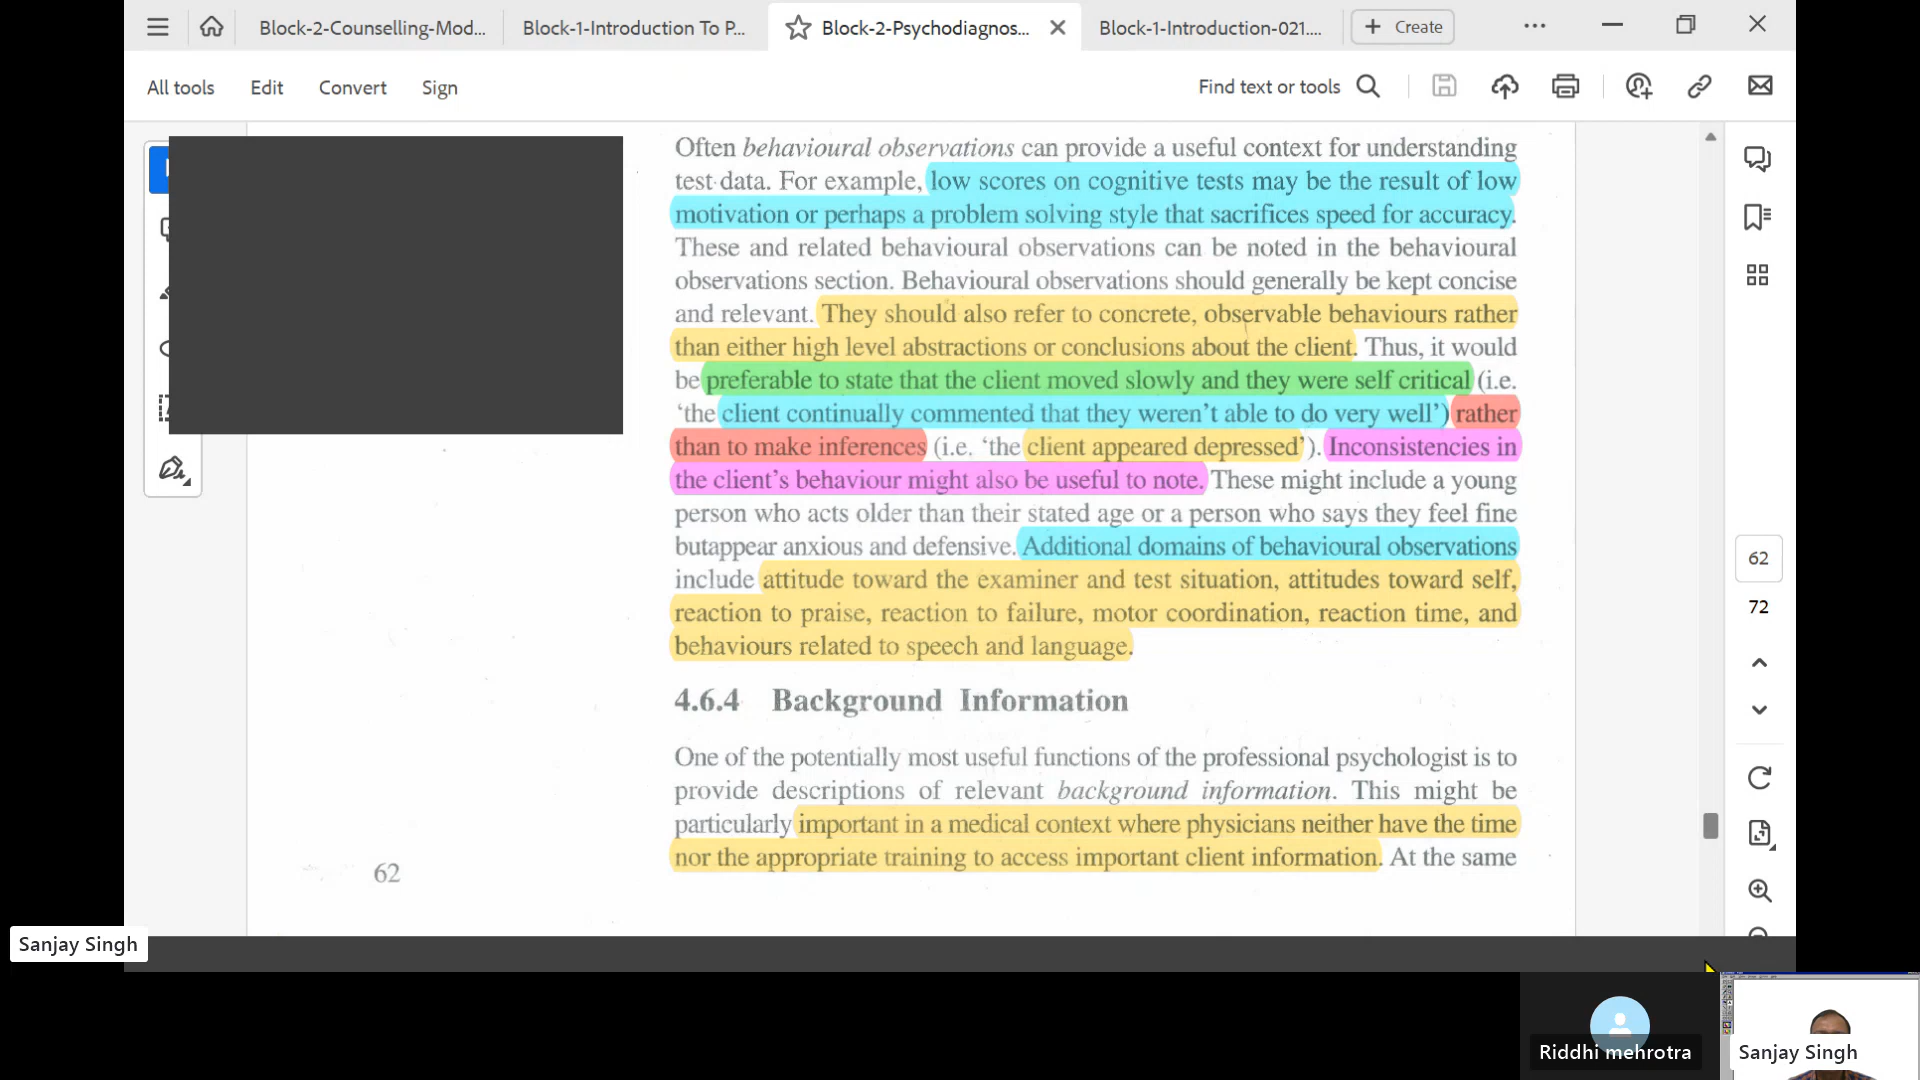 Block-2-Counselling-Mod...
Block-1-Introduction To P...
Block-2-Psychodiagnos...
Block-1-Introduction-021....
Create
All tools
Edit
Convert
Sign
Find text or tools
Often behavioural observations can provide a useful context for understanding
test data. For example, low scores on cognitive tests may be the result of low
motivation or perhaps a problem solving style that sacrifices speed for accuracy.
These and related behavioural observations can be noted in the behavioural
observations section. Behavioural observations should generally be kept concise
and relevant. They should also refer to concrete, observable behaviours rather
than either high level abstractions or conclusions about the client. Thus, it would
be preferable to state that the client moved slowly and they were self critical (i.e.
‘the client continually commented that they weren’t able to do very well’) rather
than to make inferences (i.e. ‘the client appeared depressed’). Inconsistencies in
the client’s behaviour might also be useful to note. These might include a young
person who acts older than their stated age or a person who says they feel fine
butappear anxious and defensive. Additional domains of behavioural observations
include attitude toward the examiner and test situation, attitudes toward self,
reaction to praise, reaction to failure, motor coordination, reaction time, and
behaviours related to speech and language.
4.6.4 Background Information
One of the potentially most useful functions of the professional psychologist is to
provide descriptions of relevant background information. This might be
particularly important in a medical context where physicians neither have the time
nor the appropriate training to access important client information. At the same
62
62
72
Sanjay Singh
Riddhi mehrotra
Sanjay Singh